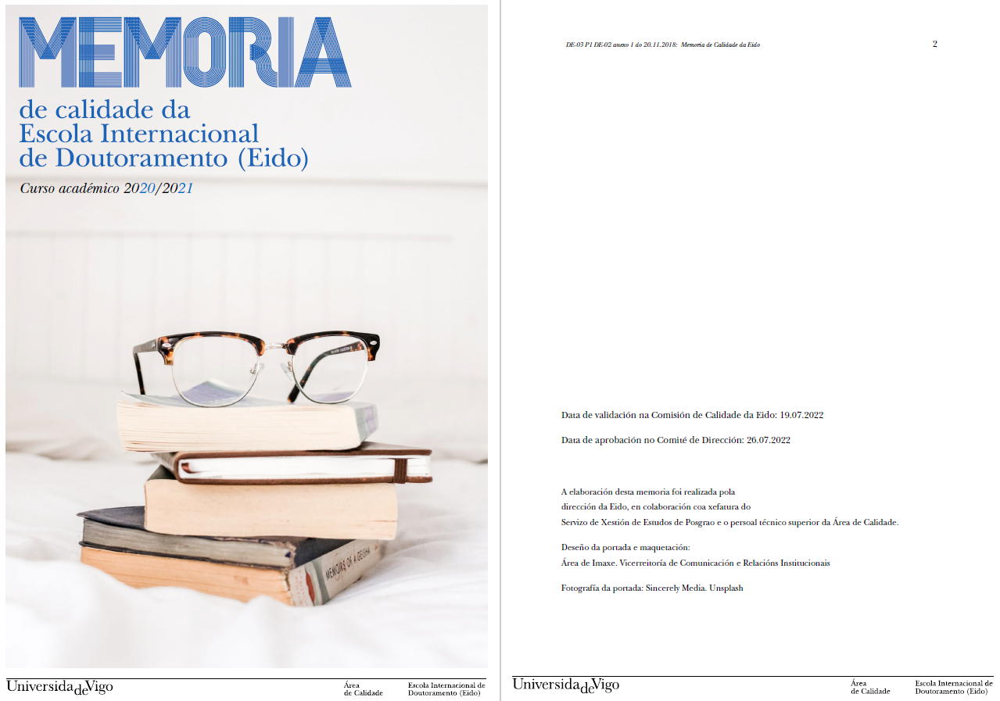 MEMORIA
de calidade da
Escola Internacional
de Doutoramento (Eido)
Curso académico 2020/2021
MEMOIRS OF A GEISHA
Universidade Vigo
Área
de Calidade
Escola Internacional de
Doutoramento (Eido)
DE-03 P1 DE-02 anexo 1 do 20.11.2018: Memoria de Calidade da Eido
2
Data de validación na Comisión de Calidade da Eido: 19.07.2022
Data de aprobación no Comité de Dirección: 26.07.2022
A elaboración desta memoria foi realizada pola
dirección da Eido, en colaboración coa xefatura do
Servizo de Xestión de Estudos de Posgrao e o persoal técnico superior da Área de Calidade.
Deseño da portada e maquetación:
Área de Imaxe. Vicerreitoría de Comunicación e Relacións Institucionais
Fotografía da portada: Sincerely Media. Unsplash
Universidade Vigo
Área
de Calidade
Escola Internacional de
Doutoramento (Eido)